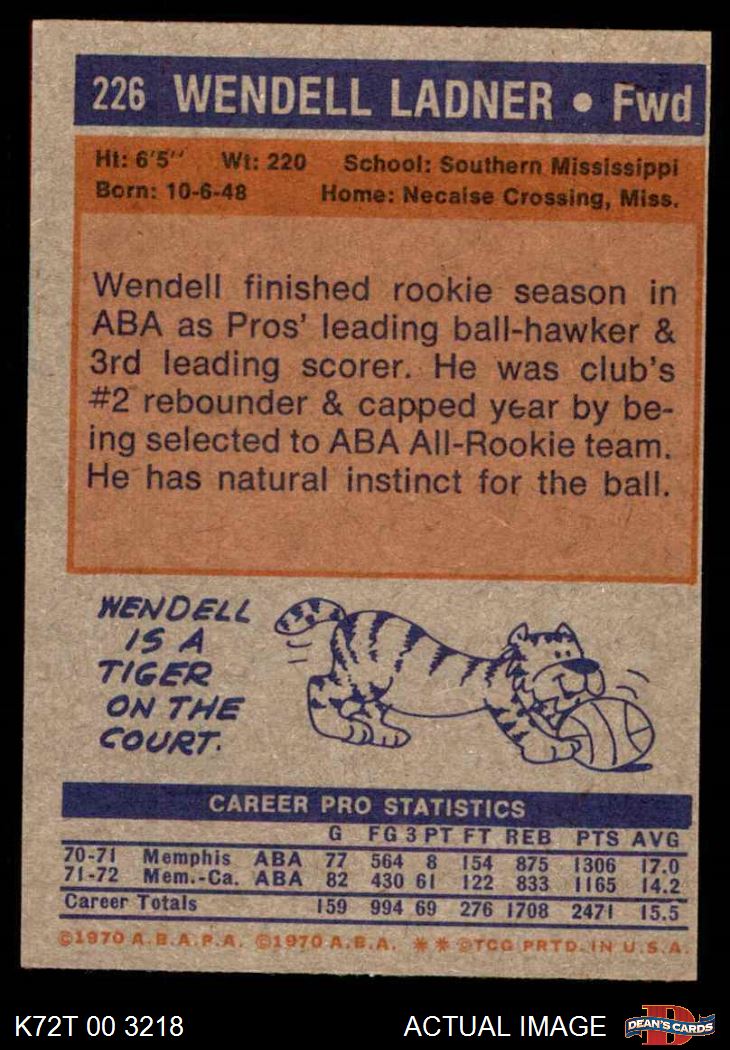 226 WENDELL LADNER • Fwd
Ht: 6'5" Wt: 220 School: Southern Mississippi
Born: 10-6-48 Home: Necaise Crossing, Miss.
Wendell finished rookie season in
ABA as Pros' leading ball-hawker &
3rd leading scorer. He was club's
#2 rebounder & capped year by be-
ing selected to ABA All-Rookie team.
He has natural instinct for the ball.
WENDELL
IS A
TIGER
ON THE
COURT.
CAREER PRO STATISTICS
G FG 3 PT FT REB PTS AVG
70-71 Memphis ABA 77 564 8 154 875 1306 17.0
71-72 Mem.-Ca. ABA 82 430 61 122 833 1165 14.2
Career Totals 159 994 69 276 1708 2471 15.5
©1970 A.B.A.P.A. ©1970 A.B.A. ** ©TCG PRTD. IN U.S.A.
K72T 00 3218 ACTUAL IMAGE D DEAN'S CARDS